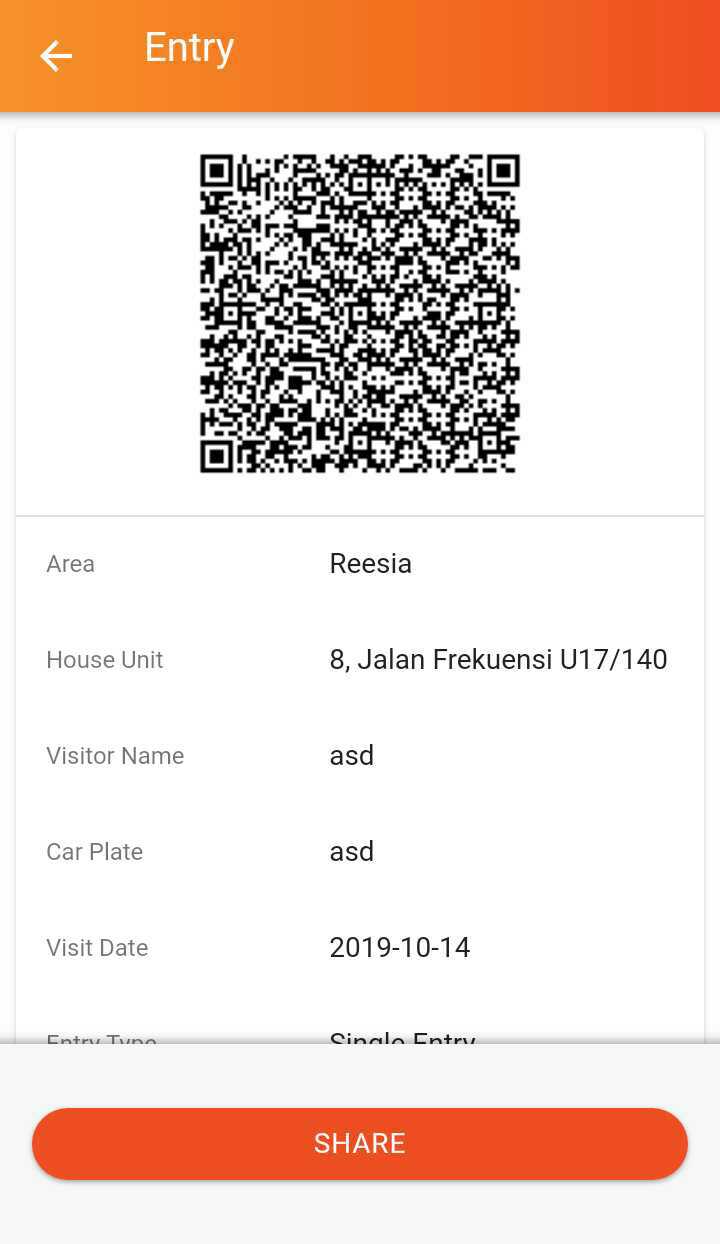 Entry
Area Reesia
House Unit 8, Jalan Frekuensi U17/140
Visitor Name asd
Car Plate asd
Visit Date 2019-10-14
Entry Type Single Entry
SHARE